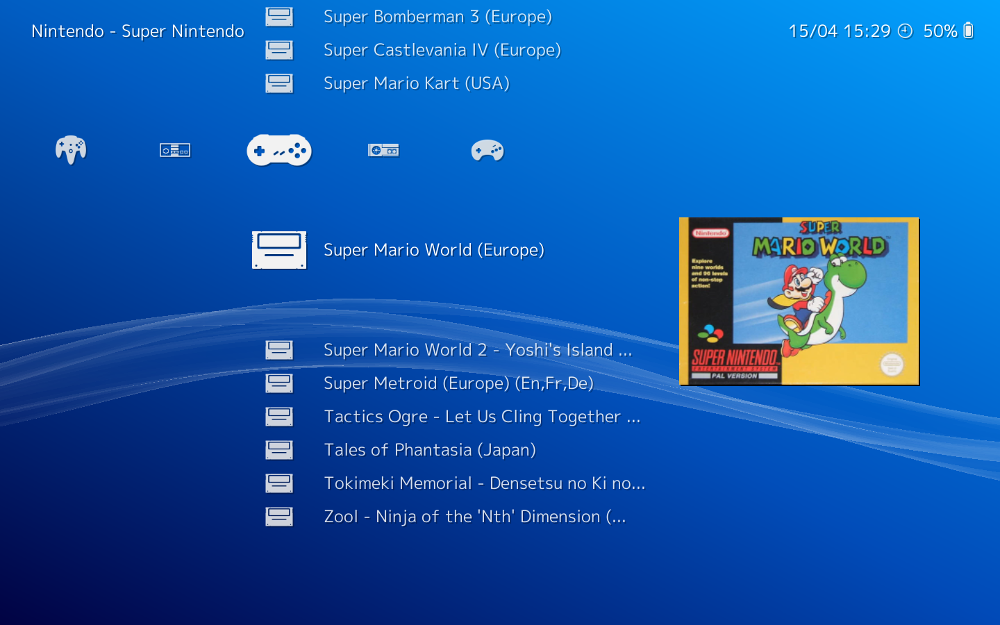 Nintendo - Super Nintendo
15/04 15:29
50%
Super Bomberman 3 (Europe)
Super Castlevania IV (Europe)
Super Mario Kart (USA)
Super Mario World (Europe)
Super Mario World 2 - Yoshi's Island ...
Super Metroid (Europe) (En,Fr,De)
Tactics Ogre - Let Us Cling Together ...
Tales of Phantasia (Japan)
Tokimeki Memorial - Densetsu no Ki no...
Zool - Ninja of the 'Nth' Dimension (...
Nintendo
SUPER
MARIO WORLD
TM
Explore
nine worlds
and 96 levels
of non-stop
action!
SUPER NINTENDO
ENTERTAINMENT SYSTEM
PAL VERSION